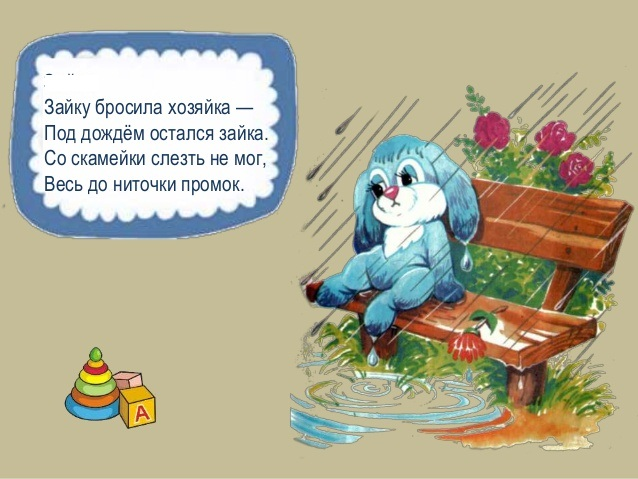 Зайку бросила хозяйка —
Под дождём остался зайка.
Со скамейки слезть не мог,
Весь до ниточки промок.
А